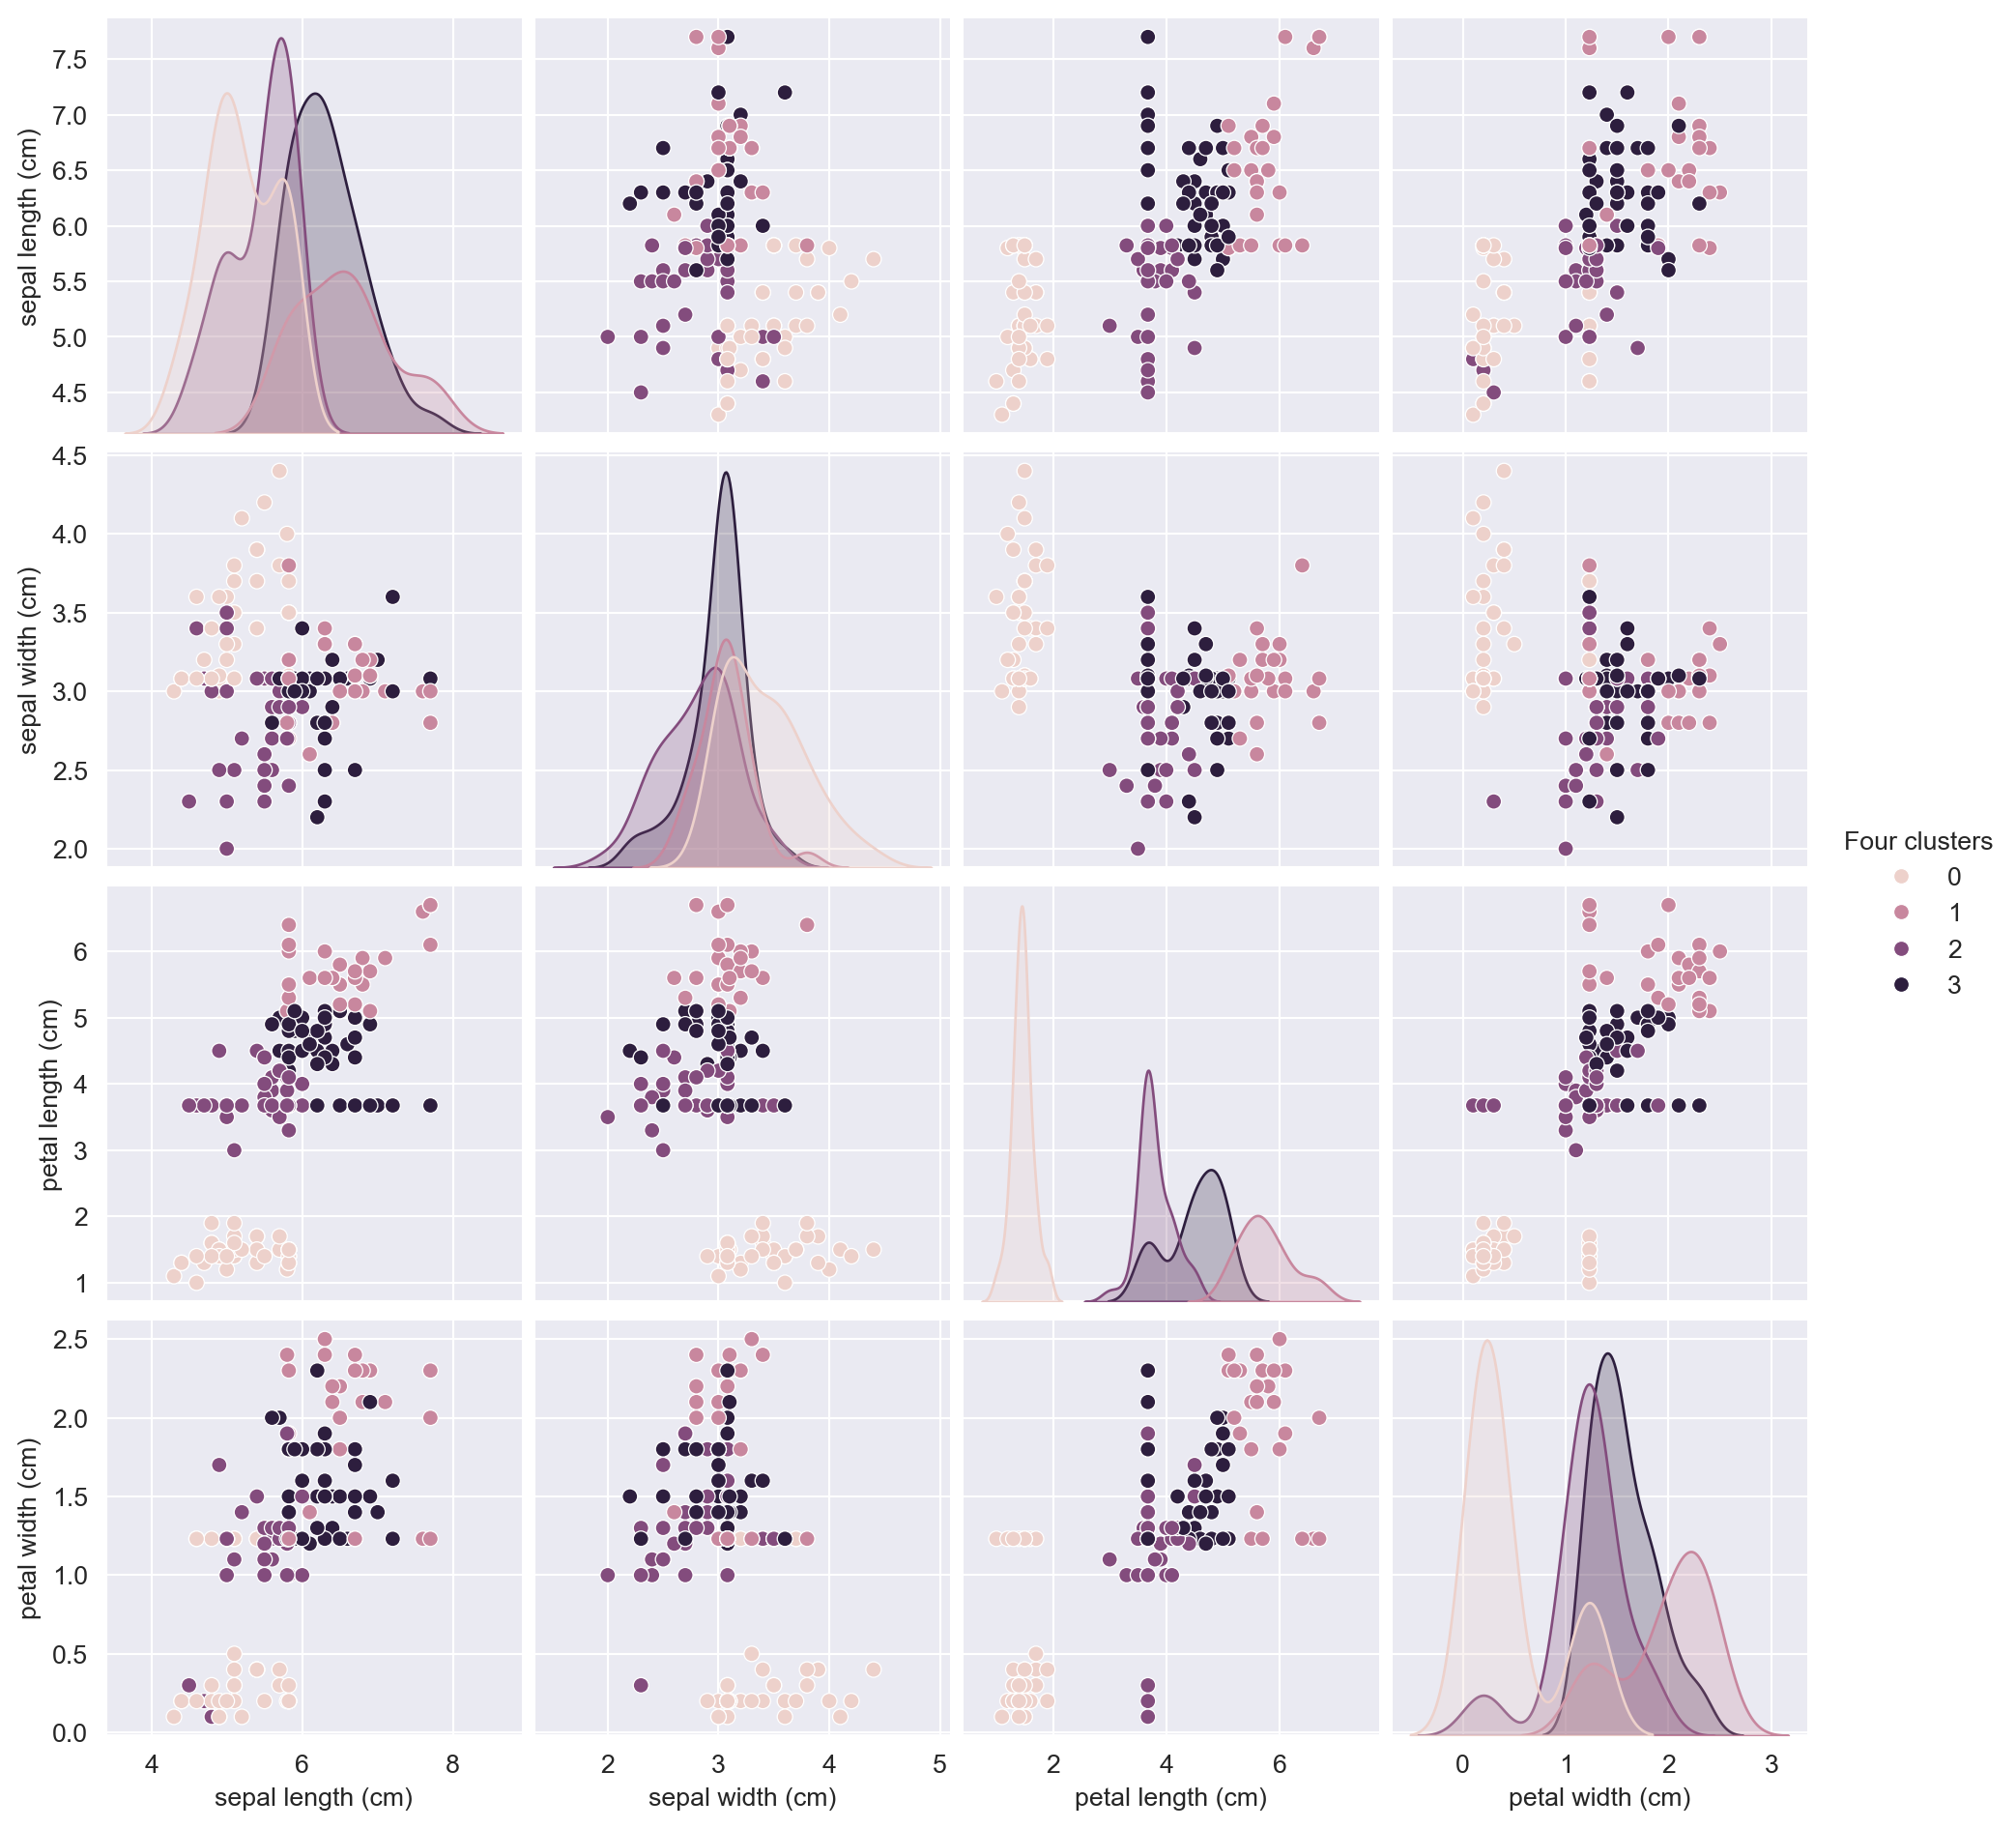 sepal length (cm)
7.5
7.0
6.5
6.0
5.5
5.0
4.5
sepal width (cm)
4.5
4.0
3.5
3.0
2.5
2.0
petal length (cm)
6
5
4
3
2
1
petal width (cm)
2.5
2.0
1.5
1.0
0.5
0.0
4 6 8
2 3 4 5
2 4 6
0 1 2 3
sepal length (cm)
sepal width (cm)
petal length (cm)
petal width (cm)
Four clusters
0
1
2
3